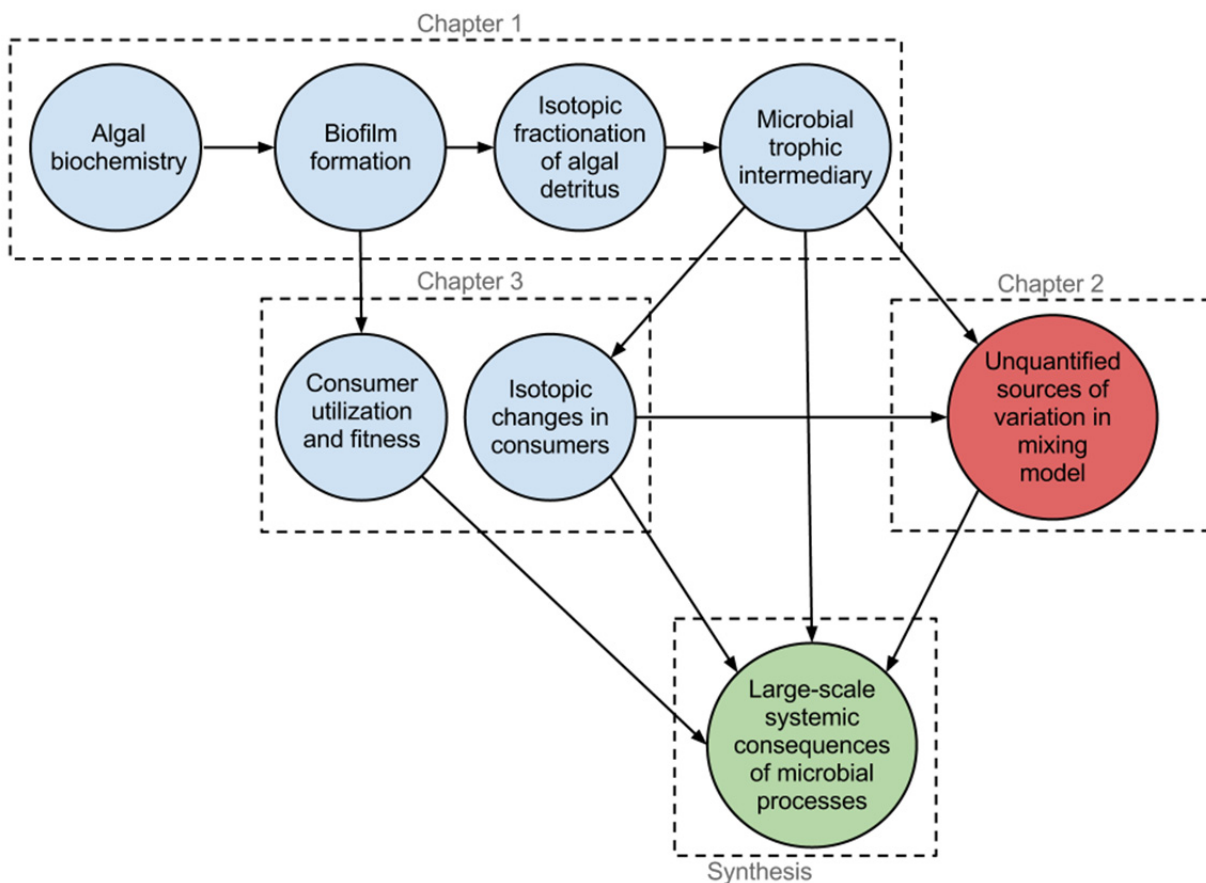 Chapter 1
Algal
biochemistry
Biofilm
formation
Isotopic
fractionation
of algal
detritus
Microbial
trophic
intermediary
Chapter 3
Consumer
utilization
and fitness
Isotopic
changes in
consumers
Chapter 2
Unquantified
sources of
variation in
mixing
model
Large-scale
systemic
consequences
of microbial
processes
Synthesis